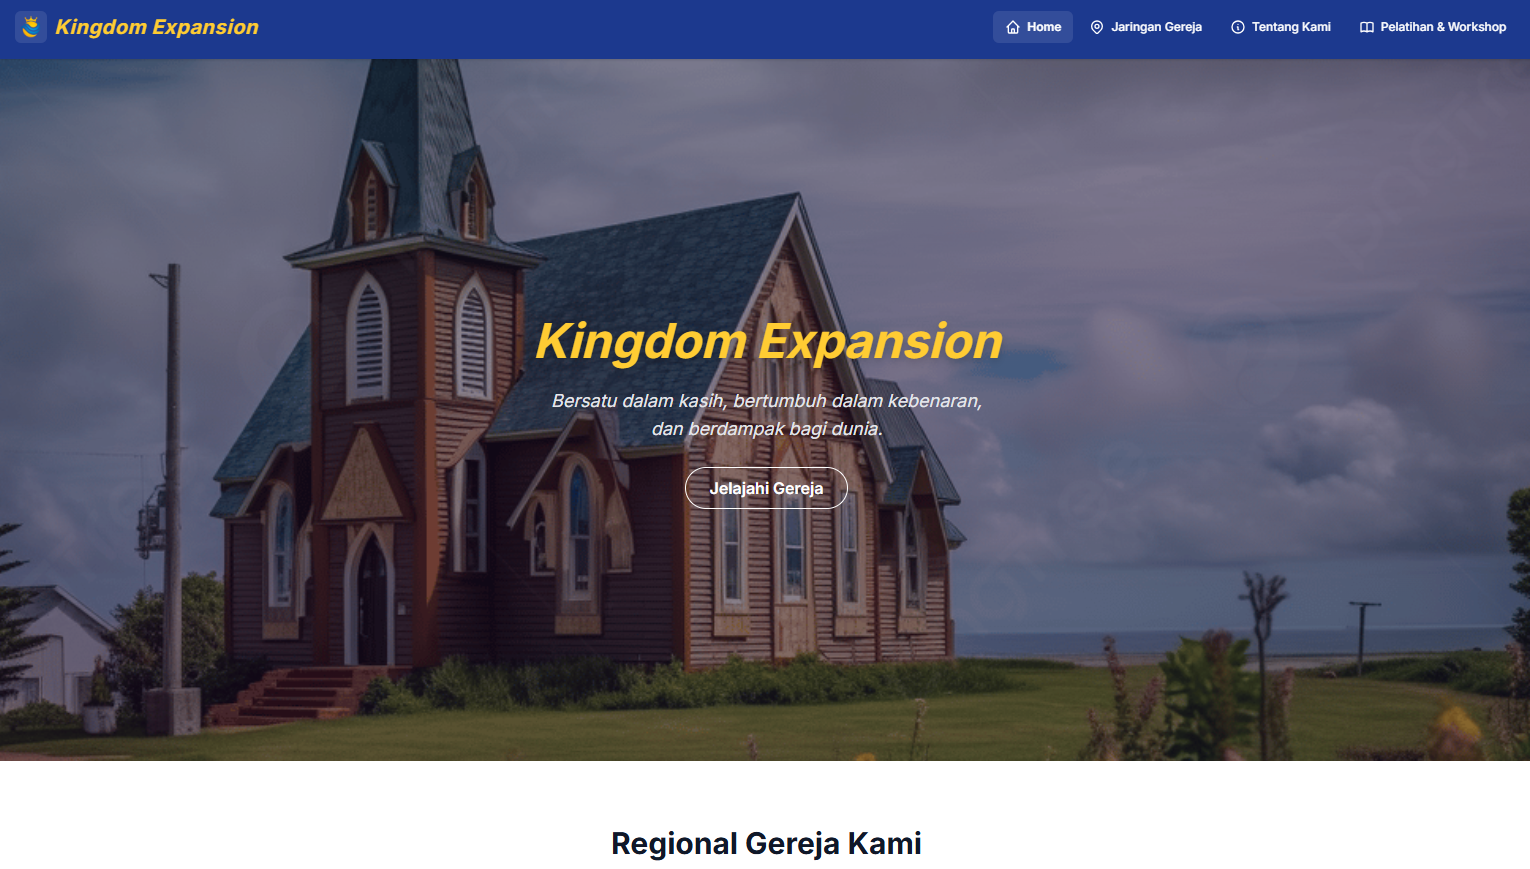 Kingdom Expansion
Home
Jaringan Gereja
Tentang Kami
Pelatihan & Workshop
Kingdom Expansion
Bersatu dalam kasih, bertumbuh dalam kebenaran,
dan berdampak bagi dunia.
Jelajahi Gereja
Regional Gereja Kami